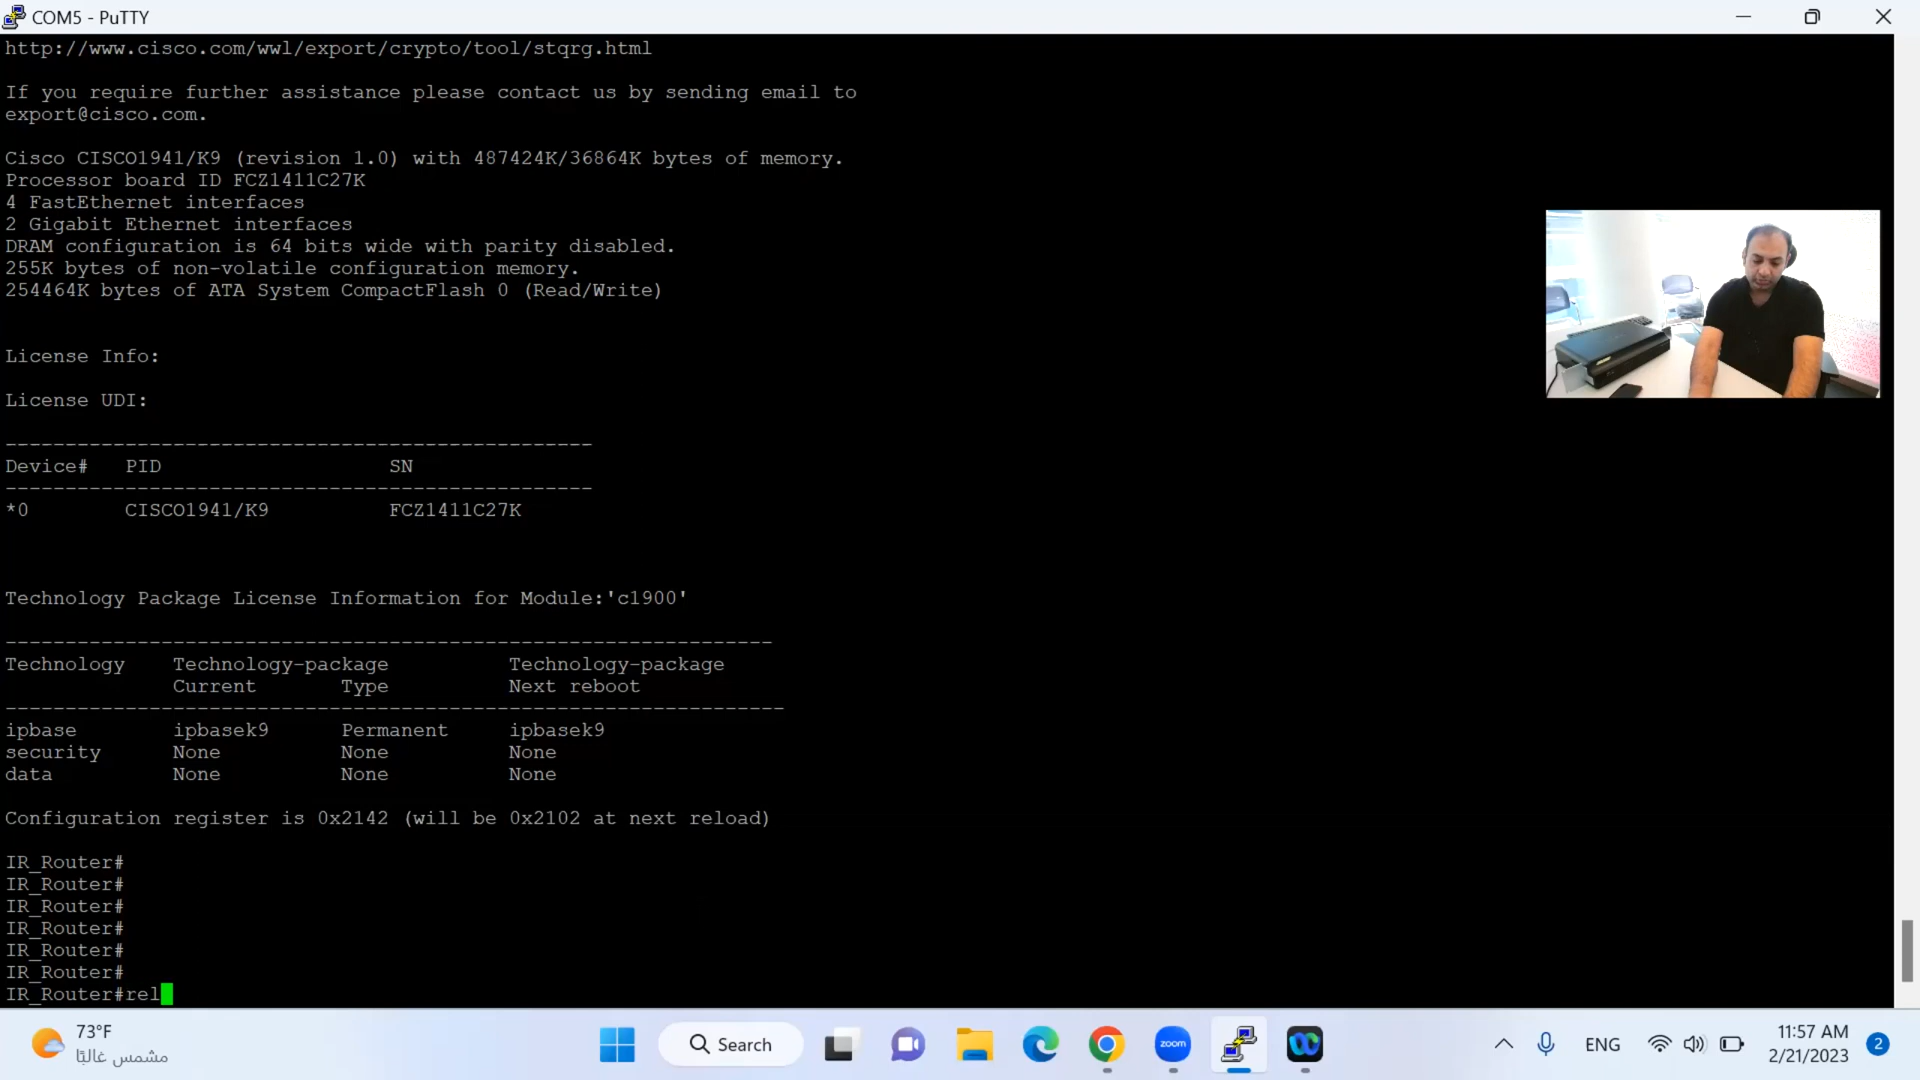 COM5 - PuTTY
http://www.cisco.com/wwl/export/crypto/tool/stqrg.html
If you require further assistance please contact us by sending email to
export@cisco.com.
Cisco CISCO1941/K9 (revision 1.0) with 487424K/36864K bytes of memory.
Processor board ID FCZ1411C27K
4 FastEthernet interfaces
2 Gigabit Ethernet interfaces
DRAM configuration is 64 bits wide with parity disabled.
255K bytes of non-volatile configuration memory.
254464K bytes of ATA System CompactFlash 0 (Read/Write)
License Info:
License UDI:
-------------------------------------------------
Device# PID SN
-------------------------------------------------
*0 CISCO1941/K9 FCZ1411C27K
Technology Package License Information for Module:'c1900'
----------------------------------------------------------------
Technology Technology-package Technology-package
Current Type Next reboot
-----------------------------------------------------------------
ipbase ipbasek9 Permanent ipbasek9
security None None None
data None None None
Configuration register is 0x2142 (will be 0x2102 at next reload)
IR_Router#
IR_Router#
IR_Router#
IR_Router#
IR_Router#
IR_Router#
IR_Router#rel
73°F
مشمس غالبًا
Search
zoom
ENG
11:57 AM
2/21/2023
2